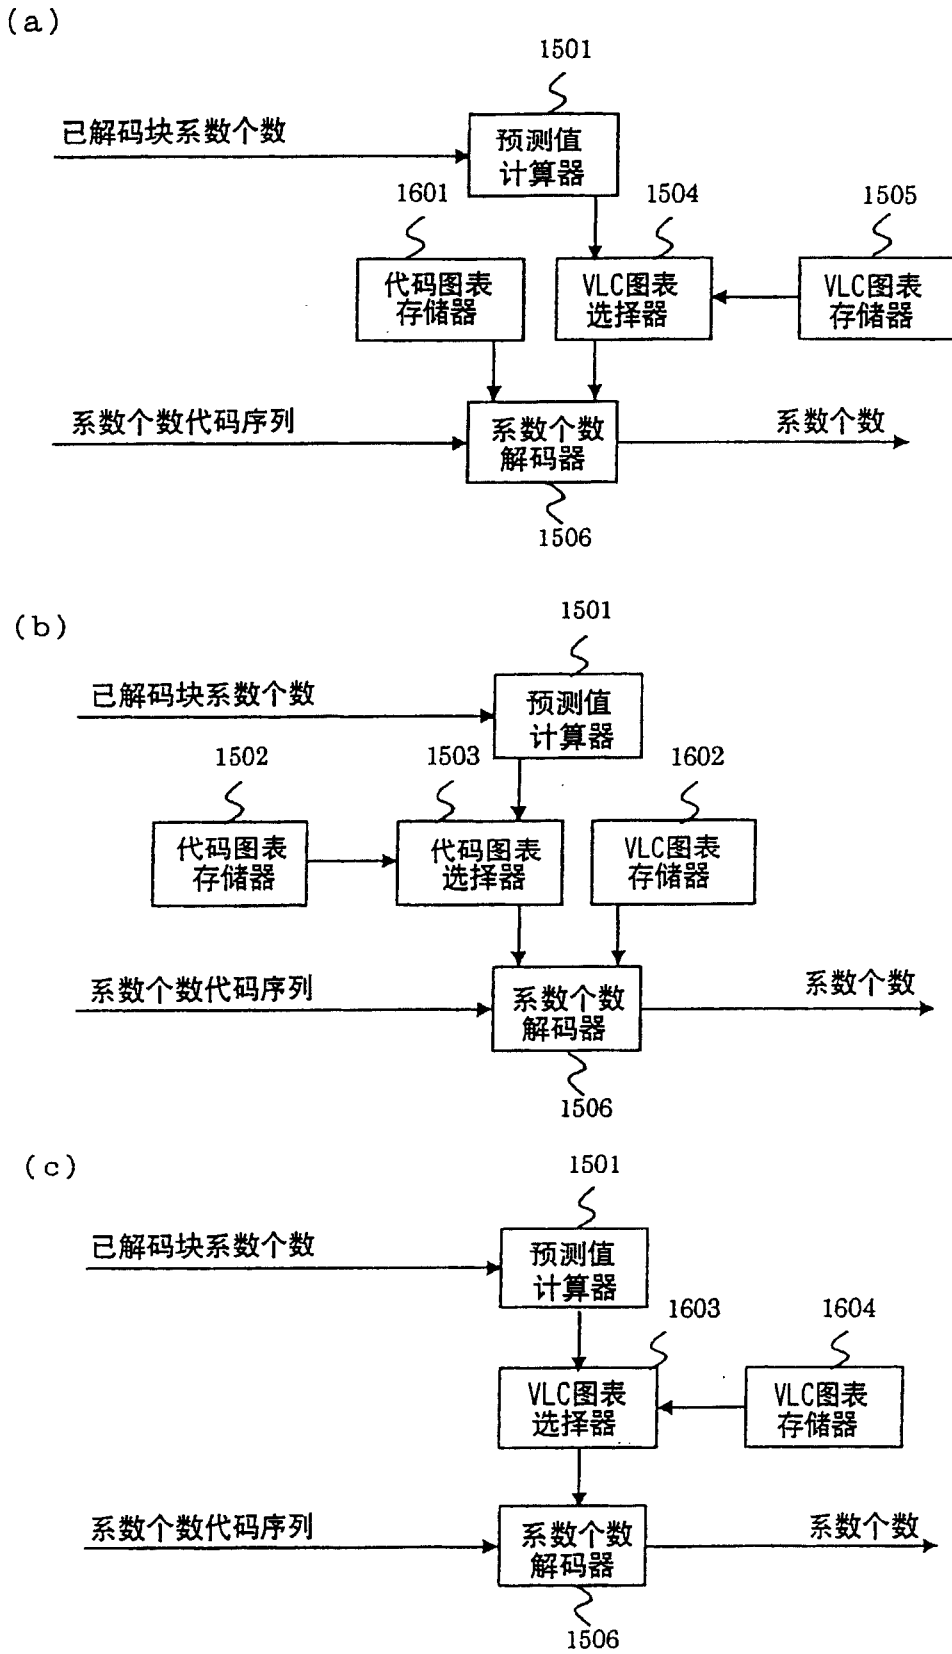 (a)
1501
已解码块系数个数
预测值
计算器
1601
1504
1505
代码图表
存储器
VLC图表
选择器
VLC图表
存储器
系数个数代码序列
系数个数
解码器
系数个数
1506
(b)
1501
已解码块系数个数
预测值
计算器
1502
1503
1602
代码图表
存储器
代码图表
选择器
VLC图表
存储器
系数个数代码序列
系数个数
解码器
系数个数
1506
(c)
1501
已解码块系数个数
预测值
计算器
1603
1604
VLC图表
选择器
VLC图表
存储器
系数个数代码序列
系数个数
解码器
系数个数
1506